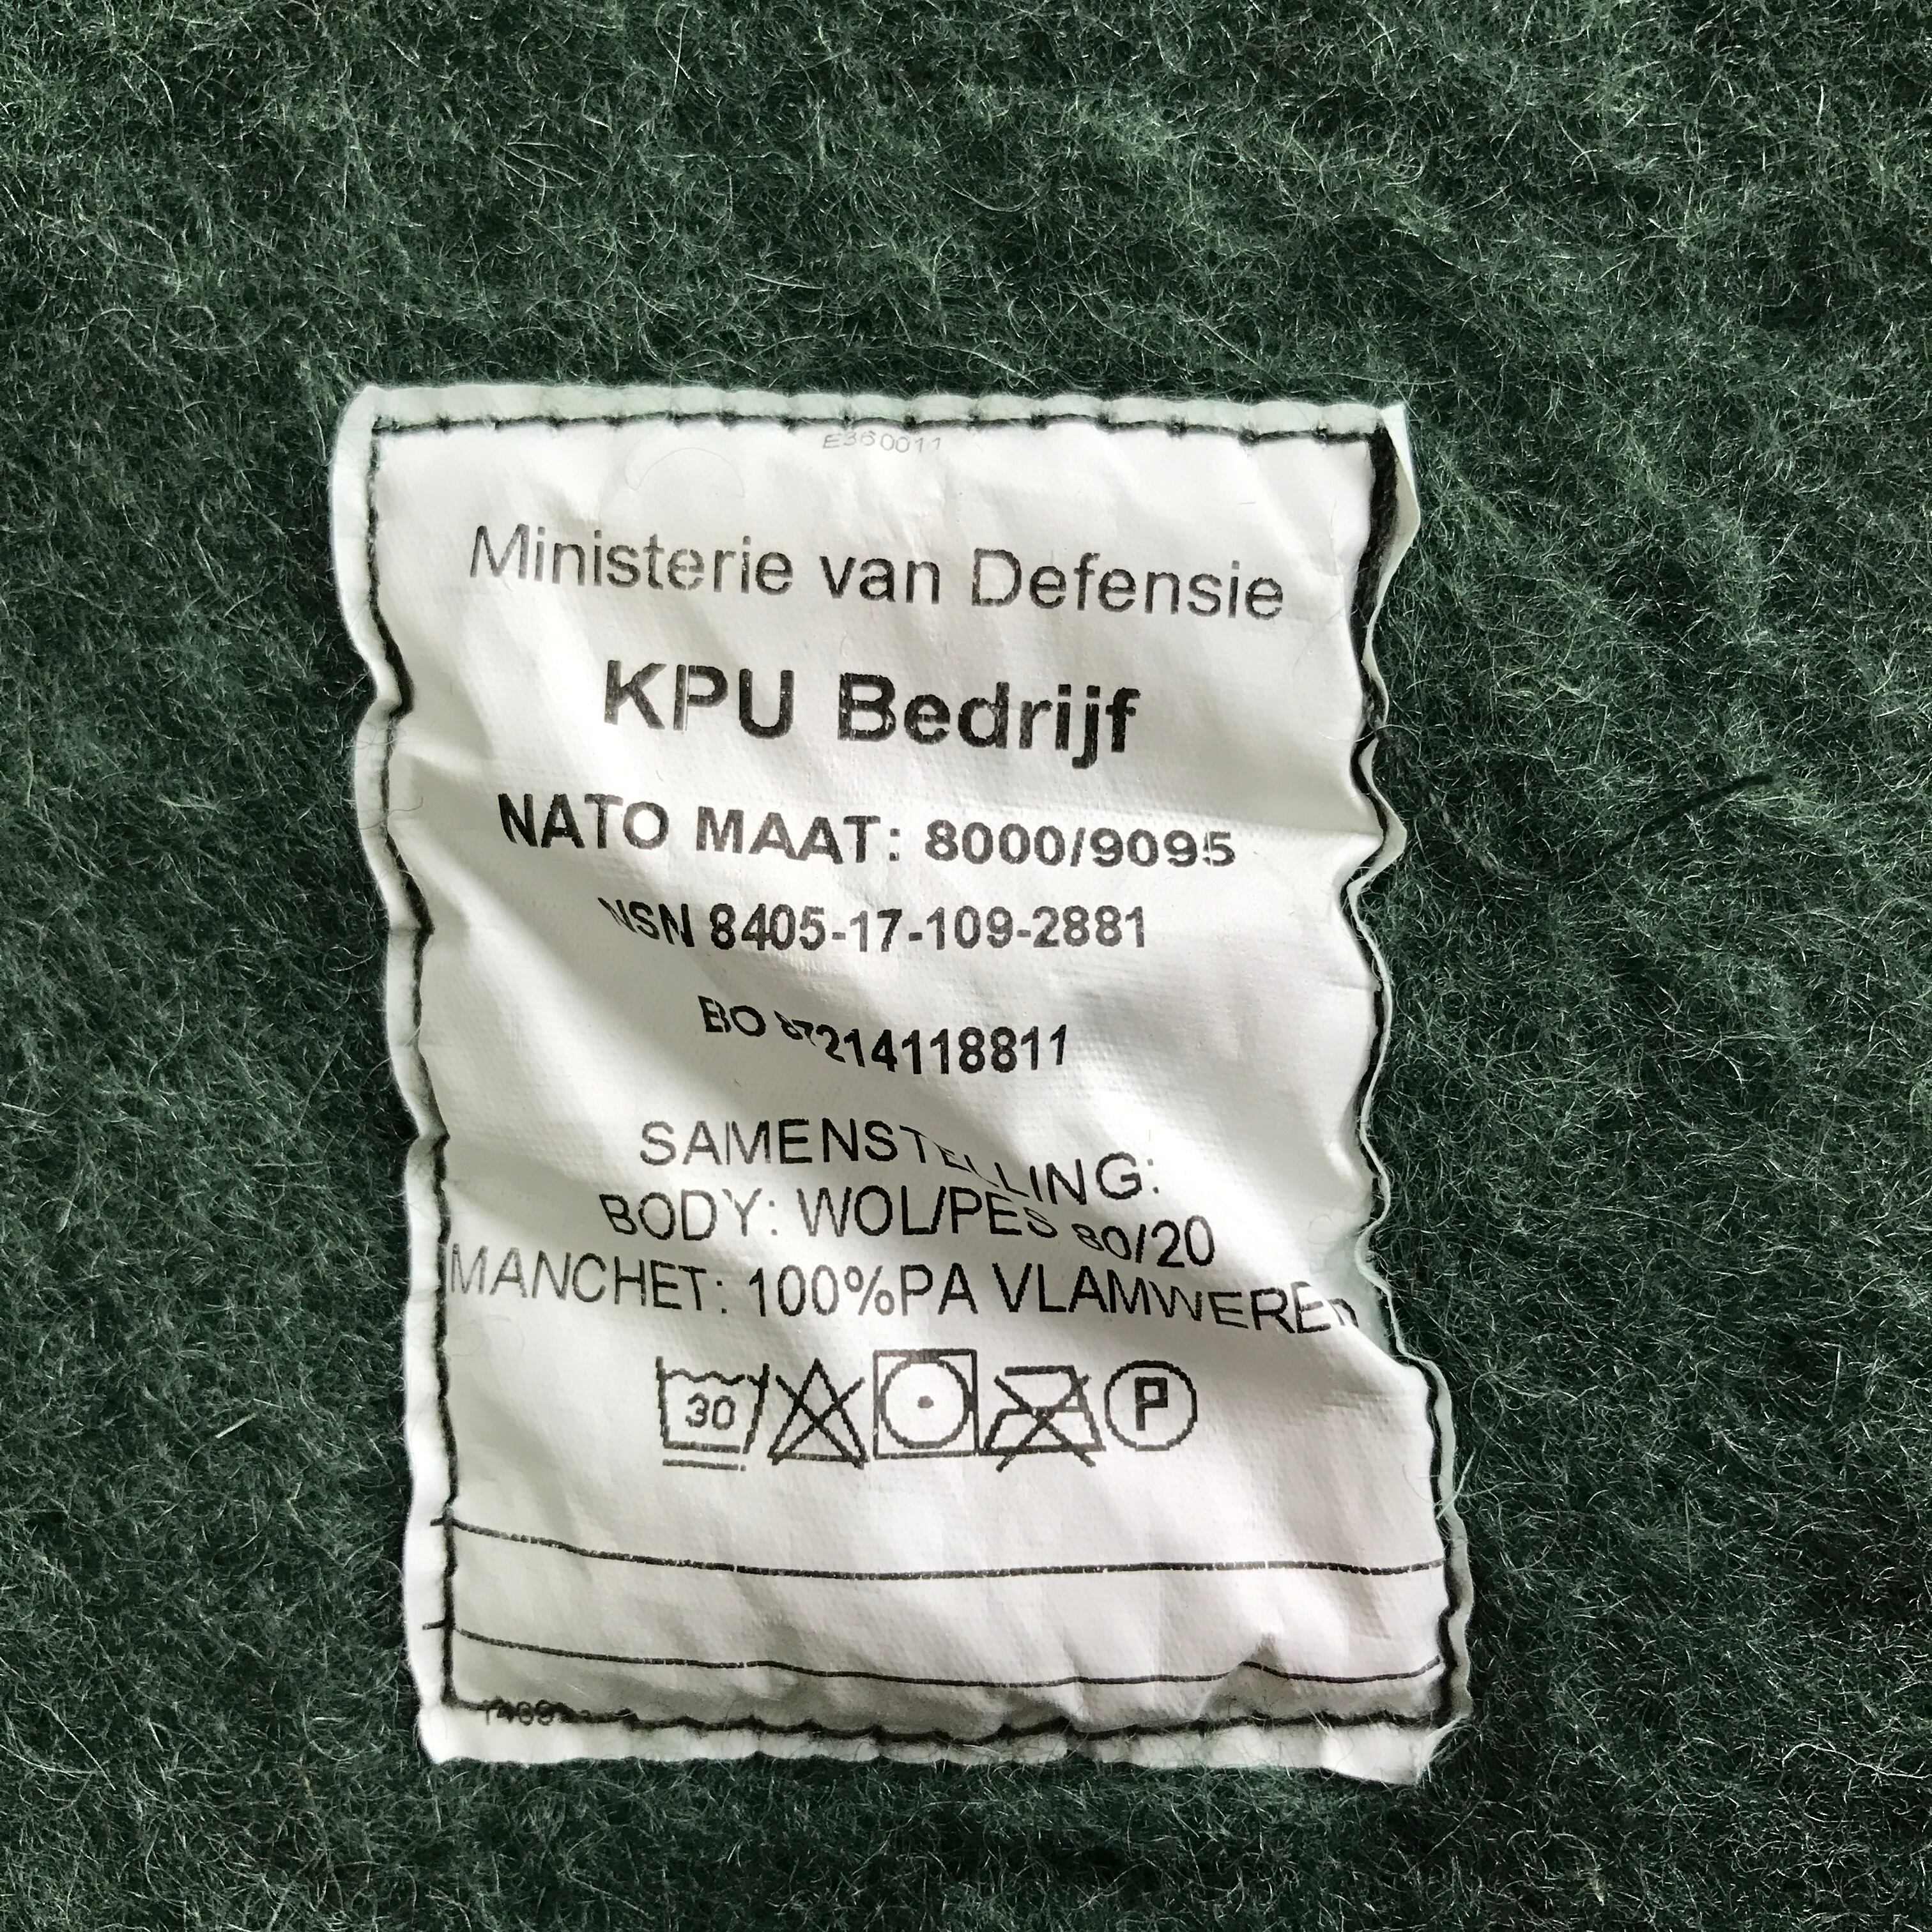 E360011
Ministerie van Defensie
KPU Bedrijf
NATO MAAT: 8000/9095
NSN 8405-17-109-2881
BO 87214118811
SAMENSTELLING:
BODY: WOL/PES 80/20
MANCHET: 100%PA VLAMWEREND
30
P